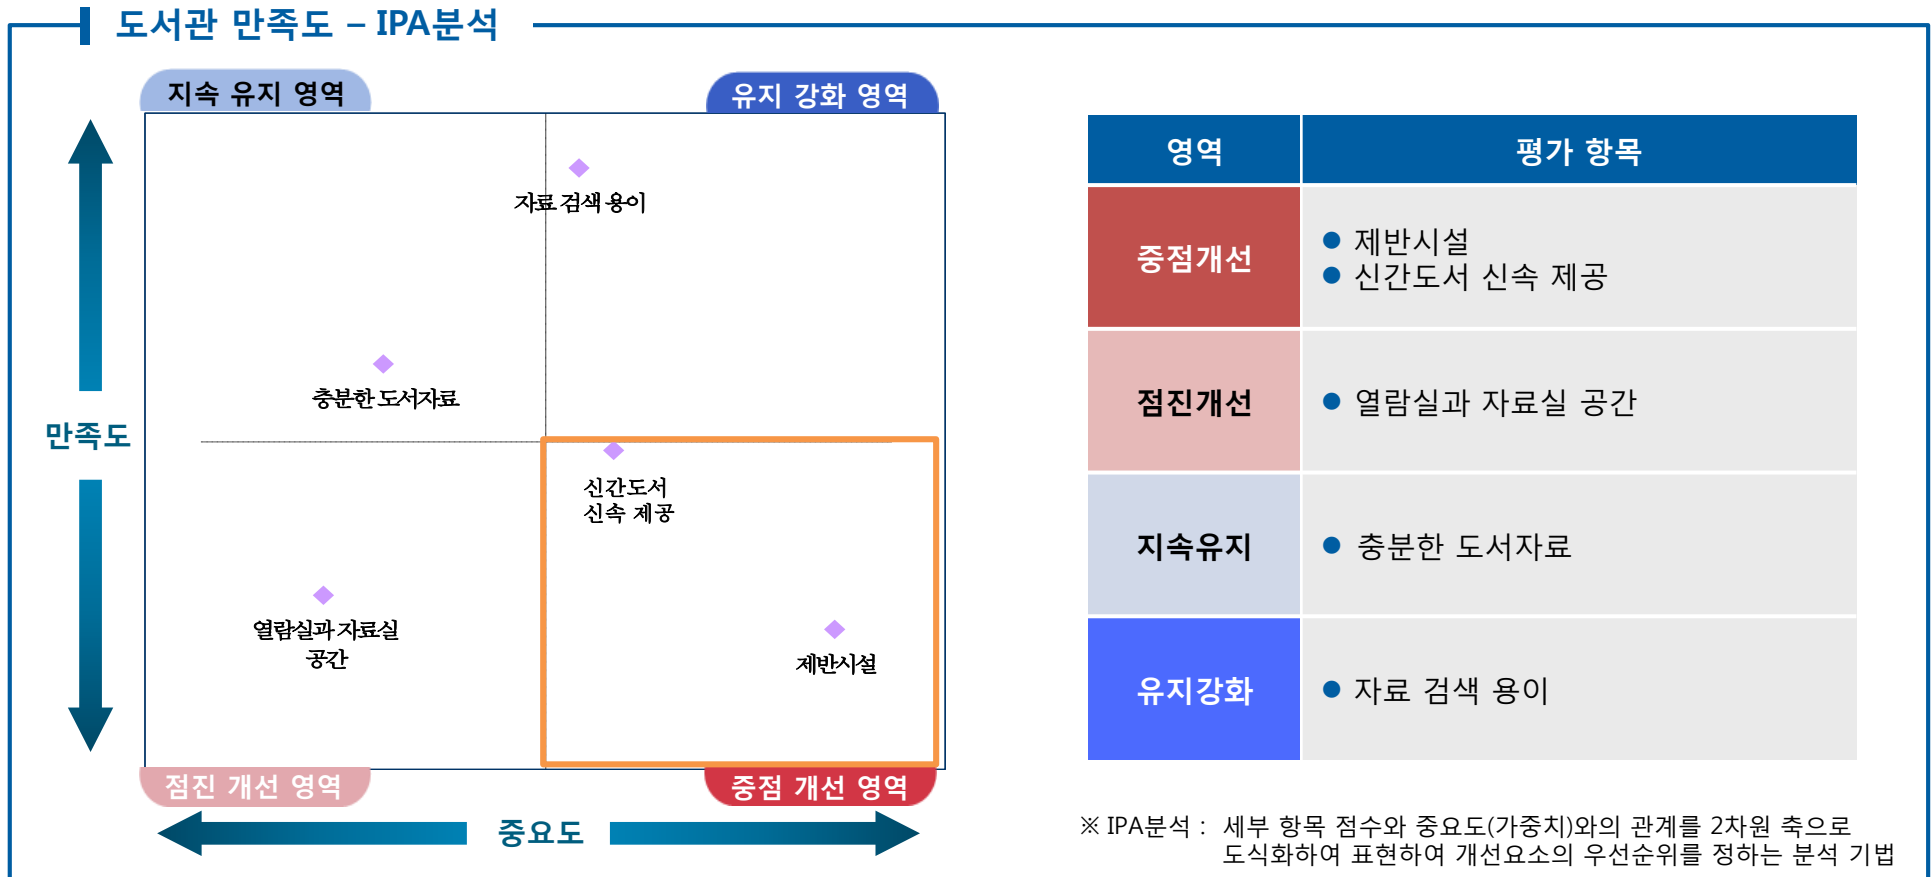 도서관 만족도 – IPA분석
지속 유지 영역
유지 강화 영역
자료 검색 용이
충분한 도서자료
만족도
신간도서
신속 제공
열람실과 자료실
공간
제반시설
점진 개선 영역
중점 개선 영역
중요도
영역 평가 항목
중점개선
● 제반시설
● 신간도서 신속 제공
점진개선 ● 열람실과 자료실 공간
지속유지 ● 충분한 도서자료
유지강화 ● 자료 검색 용이
※ IPA분석 : 세부 항목 점수와 중요도(가중치)와의 관계를 2차원 축으로
도식화하여 표현하여 개선요소의 우선순위를 정하는 분석 기법